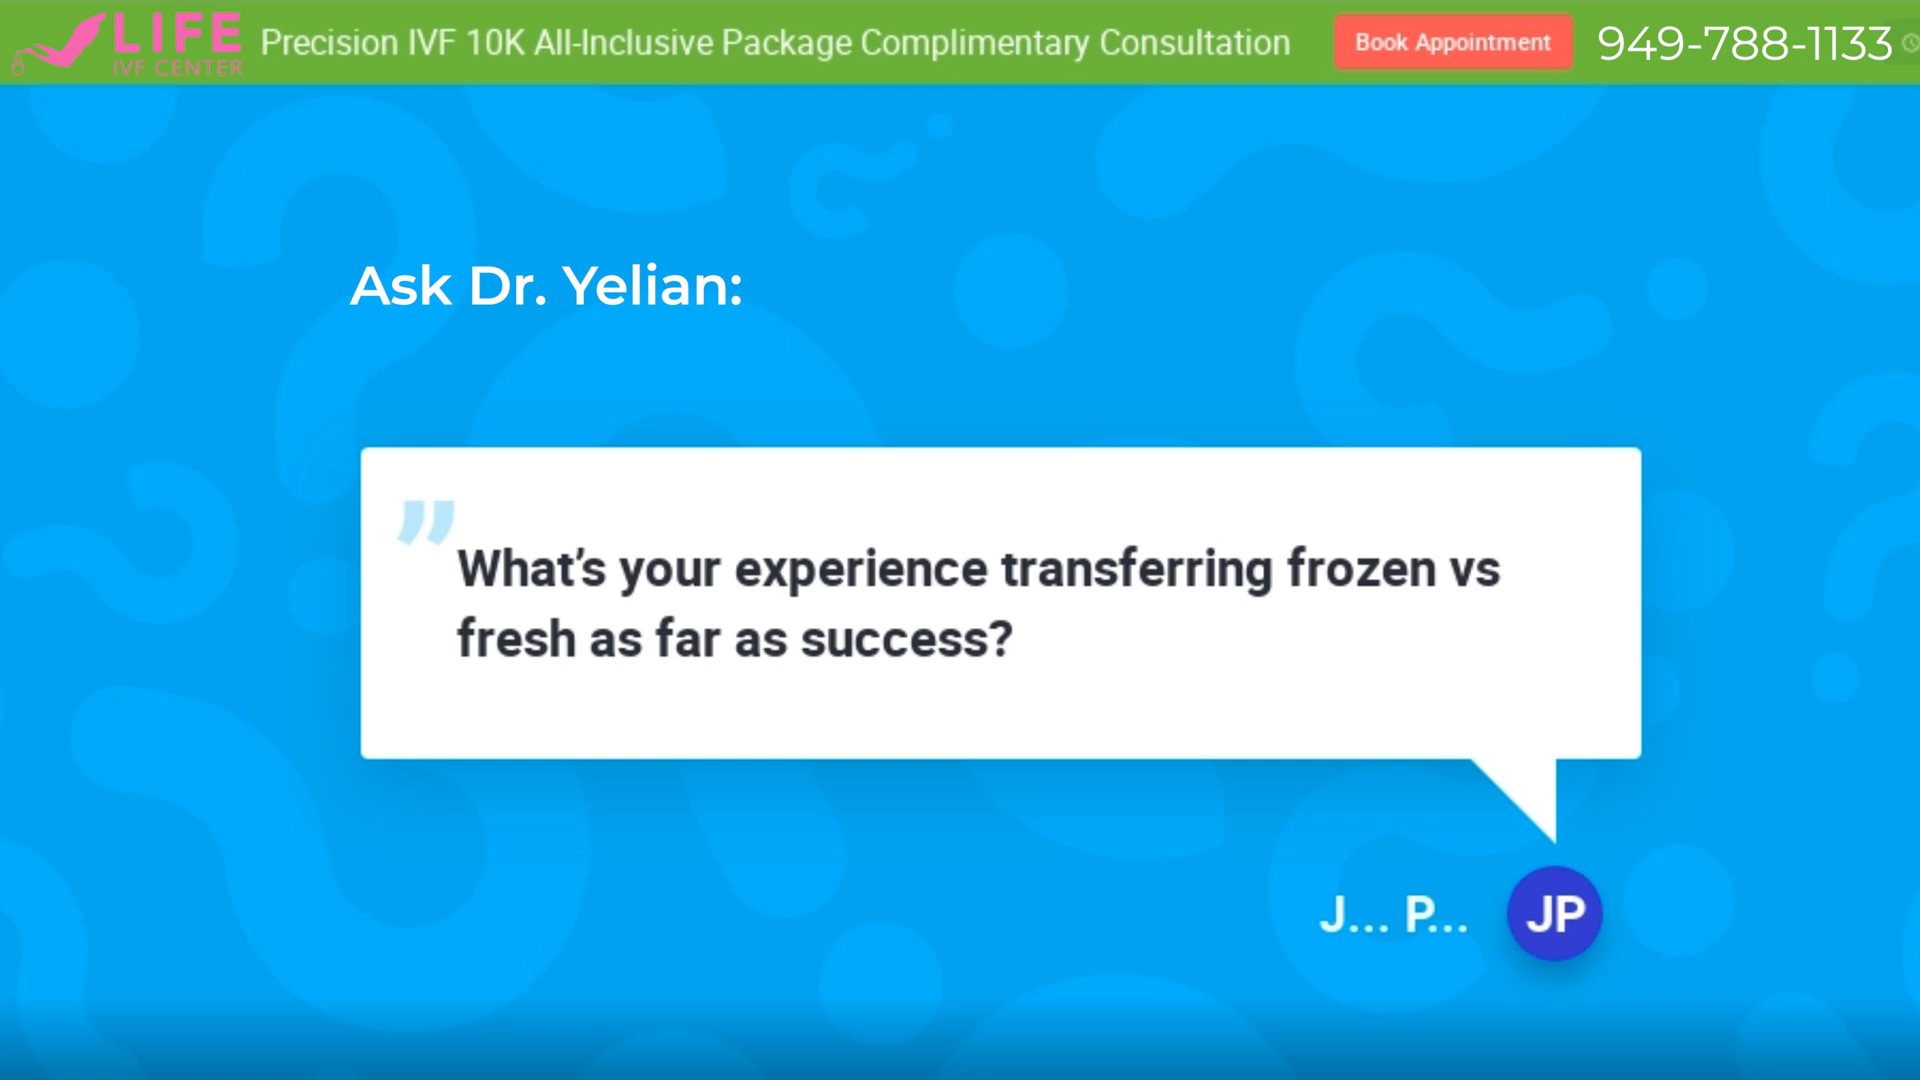 LIFE
IVF CENTER
Precision IVF 10K All-Inclusive Package Complimentary Consultation
Book Appointment
949-788-1133
Ask Dr. Yelian:
”
What’s your experience transferring frozen vs
fresh as far as success?
J... P...
JP